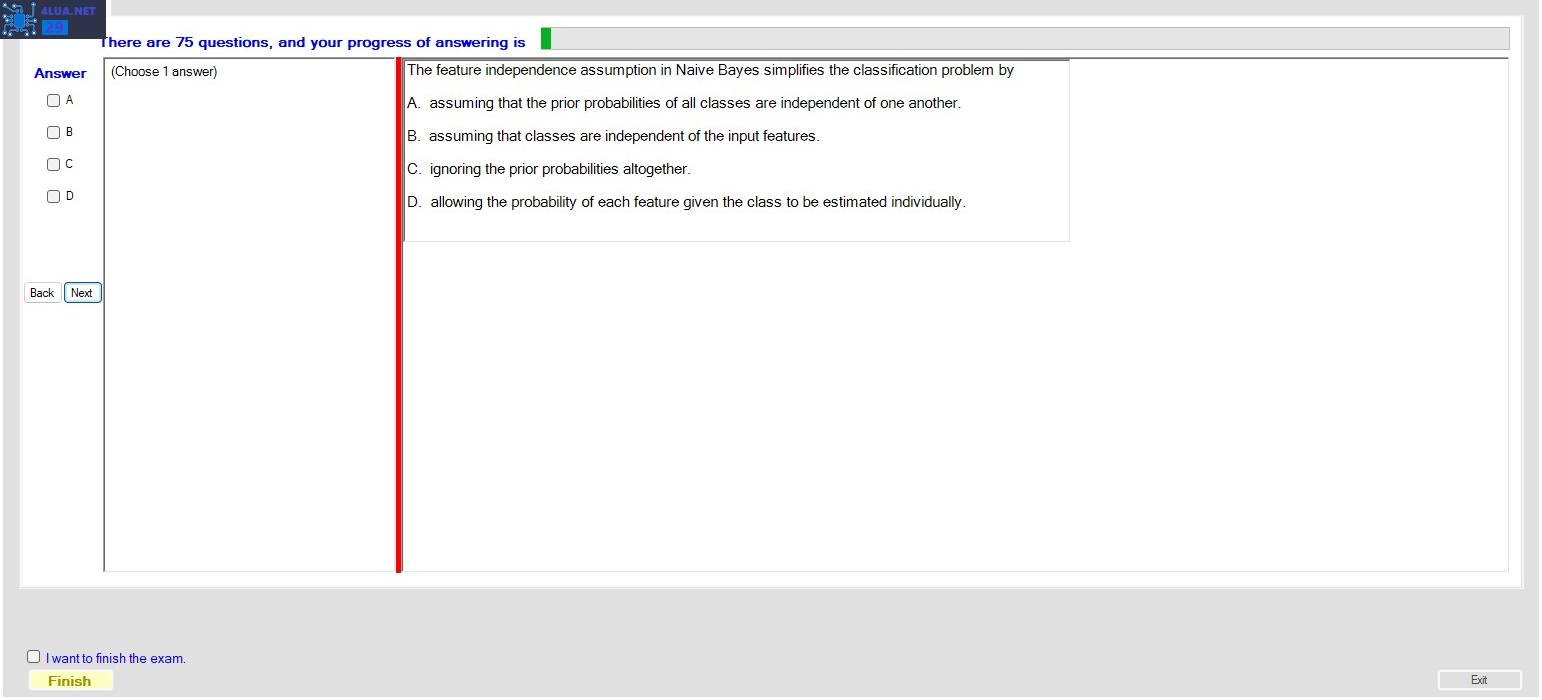 4LUA.NET
29
There are 75 questions, and your progress of answering is
Answer
(Choose 1 answer)
A
B
C
D
Back
Next
The feature independence assumption in Naive Bayes simplifies the classification problem by
A. assuming that the prior probabilities of all classes are independent of one another.
B. assuming that classes are independent of the input features.
C. ignoring the prior probabilities altogether.
D. allowing the probability of each feature given the class to be estimated individually.
I want to finish the exam.
Finish
Exit